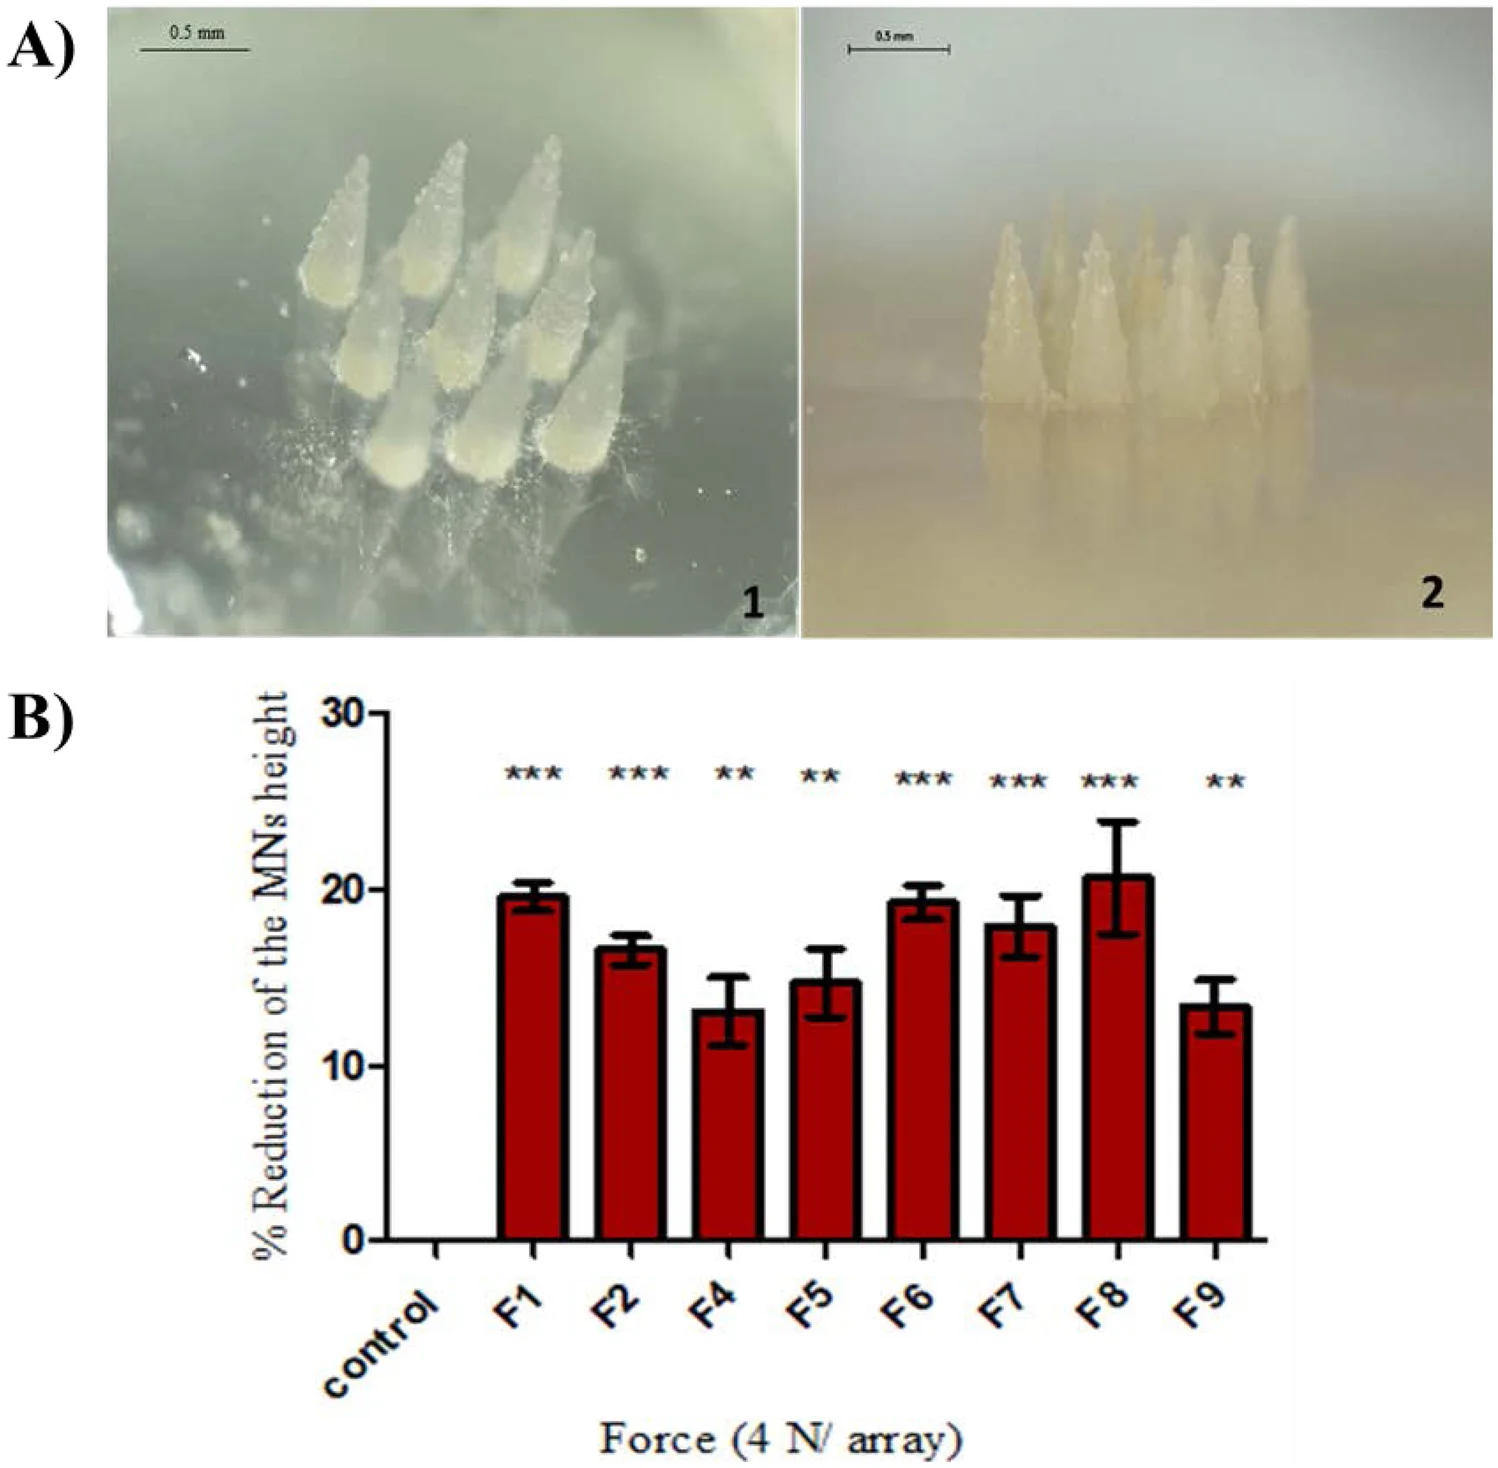 A)
0.5 mm
0.5 mm
1
2
B)
% Reduction of the MNs height
30
20
10
0
*** *** ** ** *** *** *** **
control F1 F2 F4 F5 F6 F7 F8 F9
Force (4 N/ array)